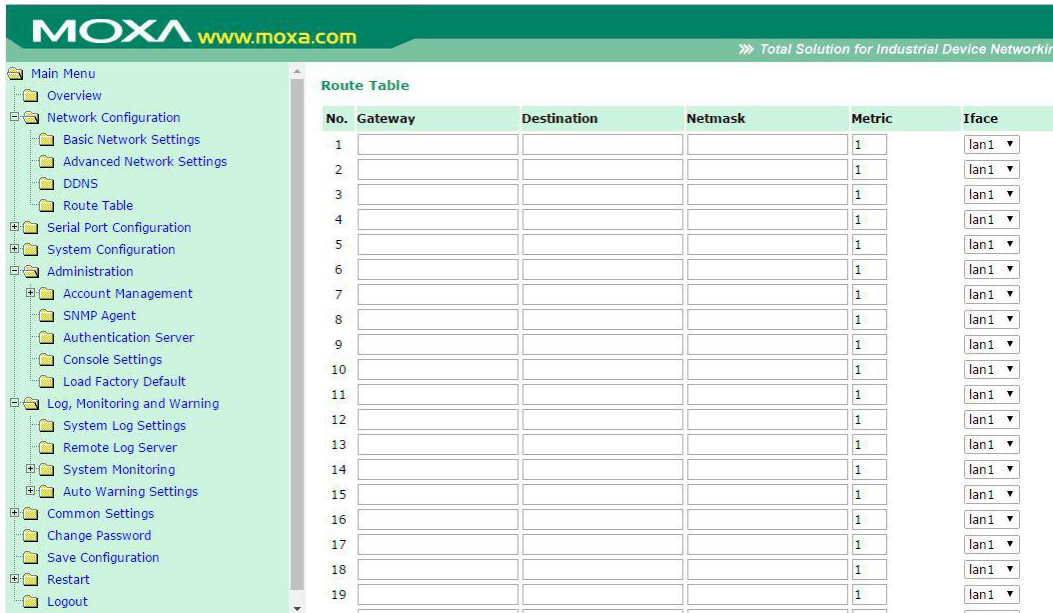 MOXA www.moxa.com
Total Solution for Industrial Device Networkin
Main Menu
Overview
Network Configuration
Basic Network Settings
Advanced Network Settings
DDNS
Route Table
Serial Port Configuration
System Configuration
Administration
Account Management
SNMP Agent
Authentication Server
Console Settings
Load Factory Default
Log, Monitoring and Warning
System Log Settings
Remote Log Server
System Monitoring
Auto Warning Settings
Common Settings
Change Password
Save Configuration
Restart
Logout
Route Table
No. Gateway Destination Netmask Metric Iface
1 1 lan1
2 1 lan1
3 1 lan1
4 1 lan1
5 1 lan1
6 1 lan1
7 1 lan1
8 1 lan1
9 1 lan1
10 1 lan1
11 1 lan1
12 1 lan1
13 1 lan1
14 1 lan1
15 1 lan1
16 1 lan1
17 1 lan1
18 1 lan1
19 1 lan1